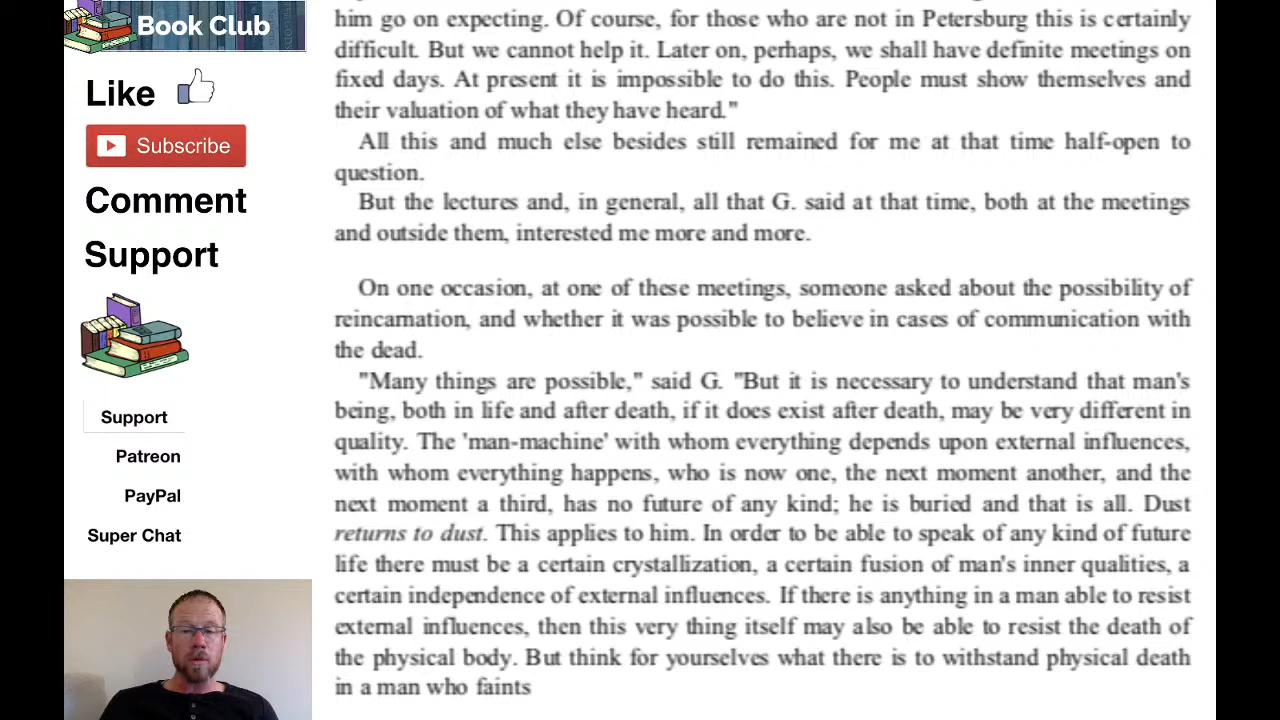 Book Club
Like
Subscribe
Comment
Support
Support
Patreon
PayPal
Super Chat
him go on expecting. Of course, for those who are not in Petersburg this is certainly
difficult. But we cannot help it. Later on, perhaps, we shall have definite meetings on
fixed days. At present it is impossible to do this. People must show themselves and
their valuation of what they have heard."
All this and much else besides still remained for me at that time half-open to
question.
But the lectures and, in general, all that G. said at that time, both at the meetings
and outside them, interested me more and more.
On one occasion, at one of these meetings, someone asked about the possibility of
reincarnation, and whether it was possible to believe in cases of communication with
the dead.
"Many things are possible," said G. "But it is necessary to understand that man's
being, both in life and after death, if it does exist after death, may be very different in
quality. The 'man-machine' with whom everything depends upon external influences,
with whom everything happens, who is now one, the next moment another, and the
next moment a third, has no future of any kind; he is buried and that is all. Dust
returns to dust. This applies to him. In order to be able to speak of any kind of future
life there must be a certain crystallization, a certain fusion of man's inner qualities, a
certain independence of external influences. If there is anything in a man able to resist
external influences, then this very thing itself may also be able to resist the death of
the physical body. But think for yourselves what there is to withstand physical death
in a man who faints